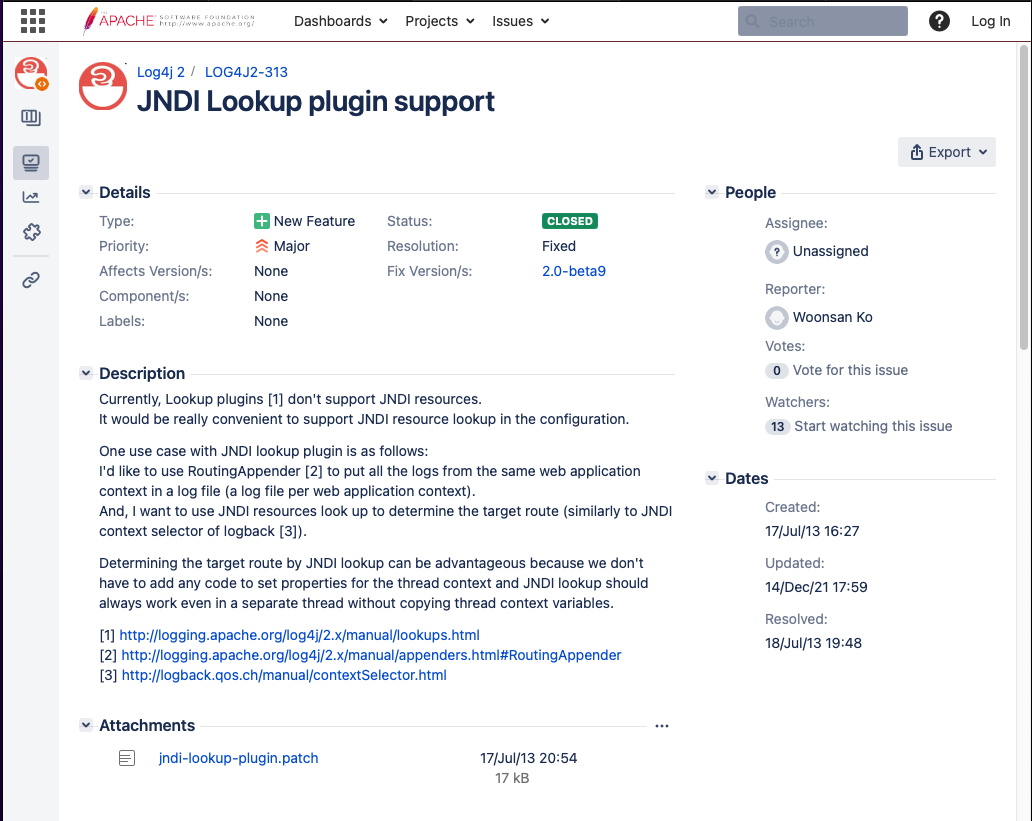 THE APACHE SOFTWARE FOUNDATION
http://www.apache.org/
Dashboards Projects Issues Search ? Log In
Log4j 2 / LOG4J2-313
JNDI Lookup plugin support
Export
Details
Type: New Feature Status: CLOSED
Priority: Major Resolution: Fixed
Affects Version/s: None Fix Version/s: 2.0-beta9
Component/s: None
Labels: None
Description
Currently, Lookup plugins [1] don't support JNDI resources.
It would be really convenient to support JNDI resource lookup in the configuration.
One use case with JNDI lookup plugin is as follows:
I'd like to use RoutingAppender [2] to put all the logs from the same web application
context in a log file (a log file per web application context).
And, I want to use JNDI resources look up to determine the target route (similarly to JNDI
context selector of logback [3]).
Determining the target route by JNDI lookup can be advantageous because we don't
have to add any code to set properties for the thread context and JNDI lookup should
always work even in a separate thread without copying thread context variables.
[1] http://logging.apache.org/log4j/2.x/manual/lookups.html
[2] http://logging.apache.org/log4j/2.x/manual/appenders.html#RoutingAppender
[3] http://logback.qos.ch/manual/contextSelector.html
Attachments
jndi-lookup-plugin.patch 17/Jul/13 20:54
17 kB
People
Assignee:
? Unassigned
Reporter:
Woonsan Ko
Votes:
0 Vote for this issue
Watchers:
13 Start watching this issue
Dates
Created:
17/Jul/13 16:27
Updated:
14/Dec/21 17:59
Resolved:
18/Jul/13 19:48